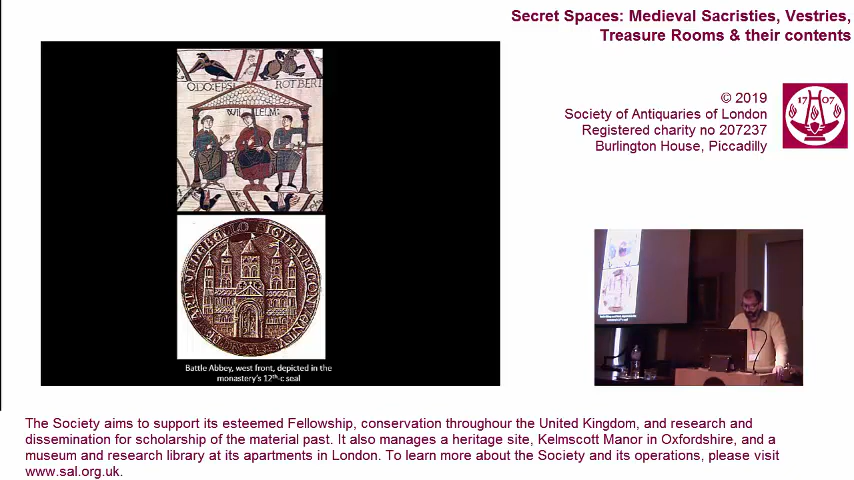 Secret Spaces: Medieval Sacristies, Vestries,
Treasure Rooms & their contents
© 2019
Society of Antiquaries of London
Registered charity no 207237
Burlington House, Piccadilly
17 07
ODO:EPS:
ROTBERT
WILLELM:
Battle Abbey, west front, depicted in the
monastery's 12th-c seal
The Society aims to support its esteemed Fellowship, conservation throughour the United Kingdom, and research and
dissemination for scholarship of the material past. It also manages a heritage site, Kelmscott Manor in Oxfordshire, and a
museum and research library at its apartments in London. To learn more about the Society and its operations, please visit
www.sal.org.uk.